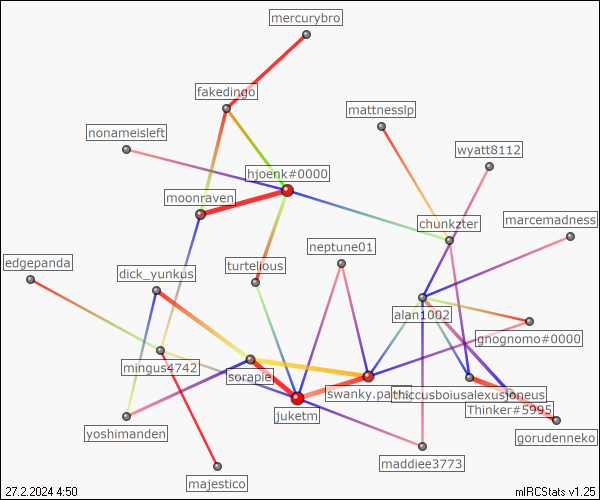 mercurybro
fakedingo
mattnesslp
nonameisleft
wyatt8112
hjoenk#0000
moonraven
chunkzter
marcemadness
neptune01
edgepanda
dick_yunkus
turtelious
alan1002
gnognomo#0000
mingus4742
sorapie
swanky.pa
thiccusboiusalexusjoneus
juketm
Thinker#5995
yoshimanden
gorudenneko
maddiee3773
majestico
27.2.2024 4:50
mIRCStats v1.25